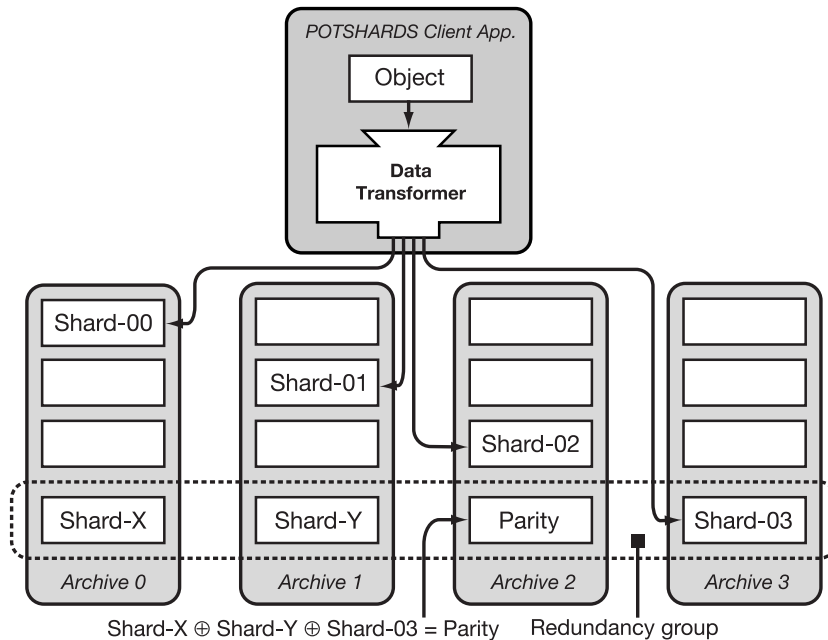 POTSHARDS Client App.
Object
Data
Transformer
Shard-00
Shard-01
Shard-02
Shard-X
Shard-Y
Parity
Shard-03
Archive 0
Archive 1
Archive 2
Archive 3
Shard-X ⊕ Shard-Y ⊕ Shard-03 = Parity
Redundancy group